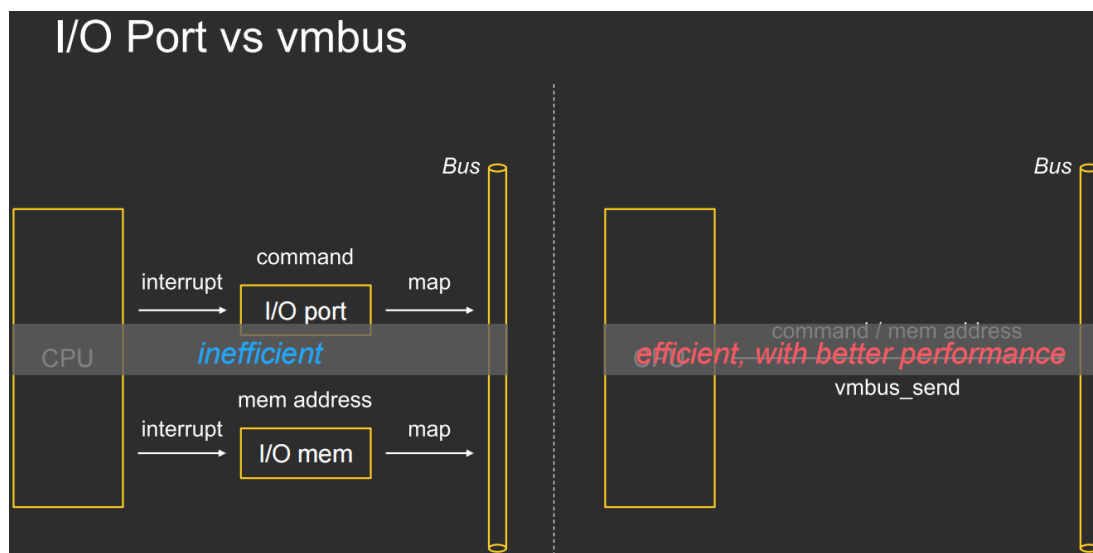 I/O Port vs vmbus
Bus
command
interrupt
I/O port
map
CPU
inefficient
mem address
interrupt
I/O mem
map
Bus
command / mem address
CPU
efficient, with better performance
vmbus_send